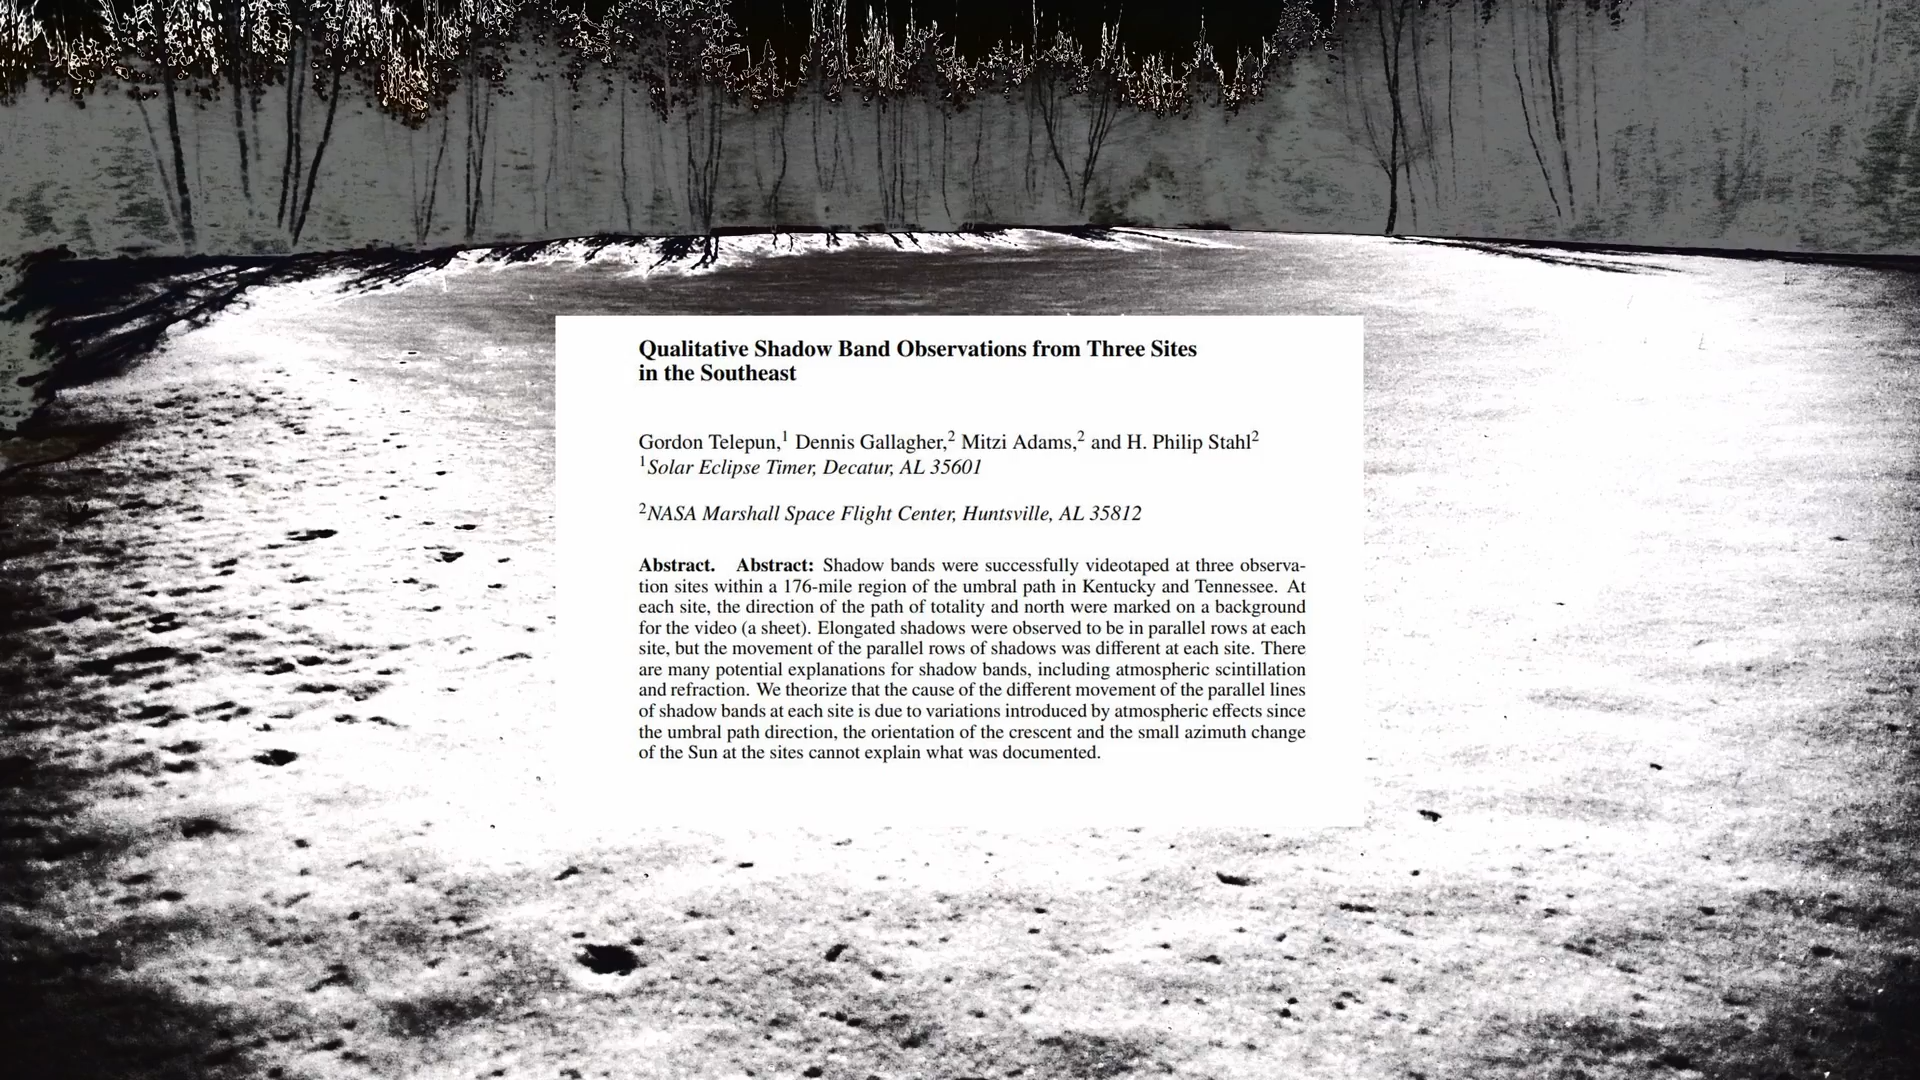 Qualitative Shadow Band Observations from Three Sites
in the Southeast
Gordon Telepun,1 Dennis Gallagher,2 Mitzi Adams,2 and H. Philip Stahl2
1Solar Eclipse Timer, Decatur, AL 35601
2NASA Marshall Space Flight Center, Huntsville, AL 35812
Abstract. Abstract: Shadow bands were successfully videotaped at three observa-
tion sites within a 176-mile region of the umbral path in Kentucky and Tennessee. At
each site, the direction of the path of totality and north were marked on a background
for the video (a sheet). Elongated shadows were observed to be in parallel rows at each
site, but the movement of the parallel rows of shadows was different at each site. There
are many potential explanations for shadow bands, including atmospheric scintillation
and refraction. We theorize that the cause of the different movement of the parallel lines
of shadow bands at each site is due to variations introduced by atmospheric effects since
the umbral path direction, the orientation of the crescent and the small azimuth change
of the Sun at the sites cannot explain what was documented.